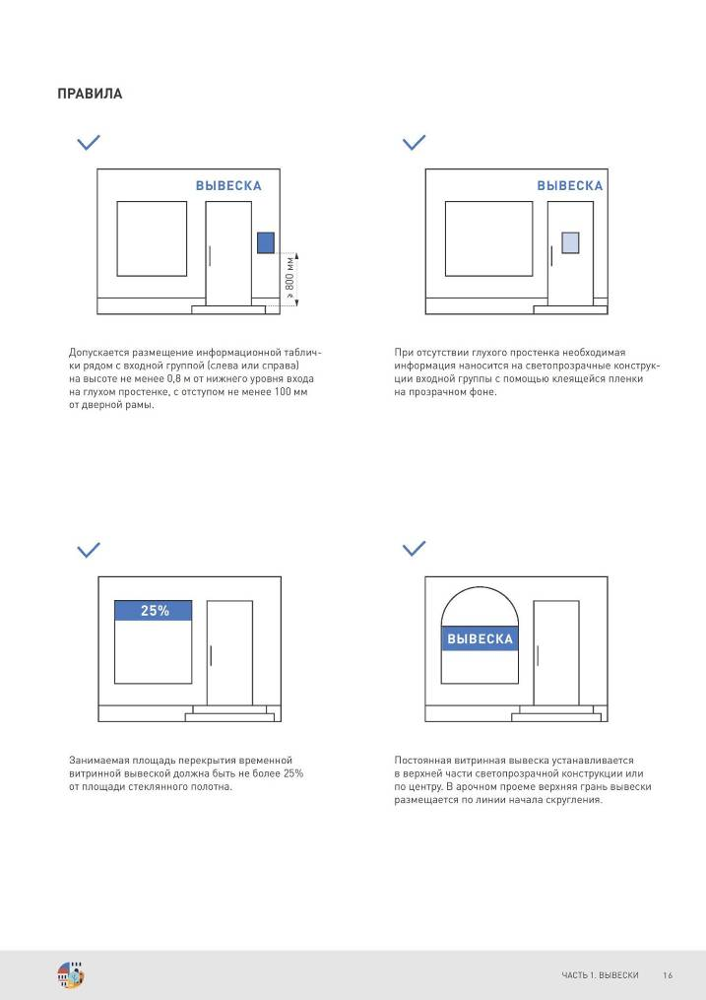 ПРАВИЛА
ВЫВЕСКА
≥ 800 мм
Допускается размещение информационной таблич-
ки рядом с входной группой (слева или справа)
на высоте не менее 0,8 м от нижнего уровня входа
на глухом простенке, с отступом не менее 100 мм
от дверной рамы.
ВЫВЕСКА
При отсутствии глухого простенка необходимая
информация наносится на светопрозрачные конструк-
ции входной группы с помощью клеящейся пленки
на прозрачном фоне.
25%
Занимаемая площадь перекрытия временной
витринной вывеской должна быть не более 25%
от площади стеклянного полотна.
ВЫВЕСКА
Постоянная витринная вывеска устанавливается
в верхней части светопрозрачной конструкции или
по центру. В арочном проеме верхняя грань вывески
размещается по линии начала скругления.
ЧАСТЬ 1. ВЫВЕСКИ 16